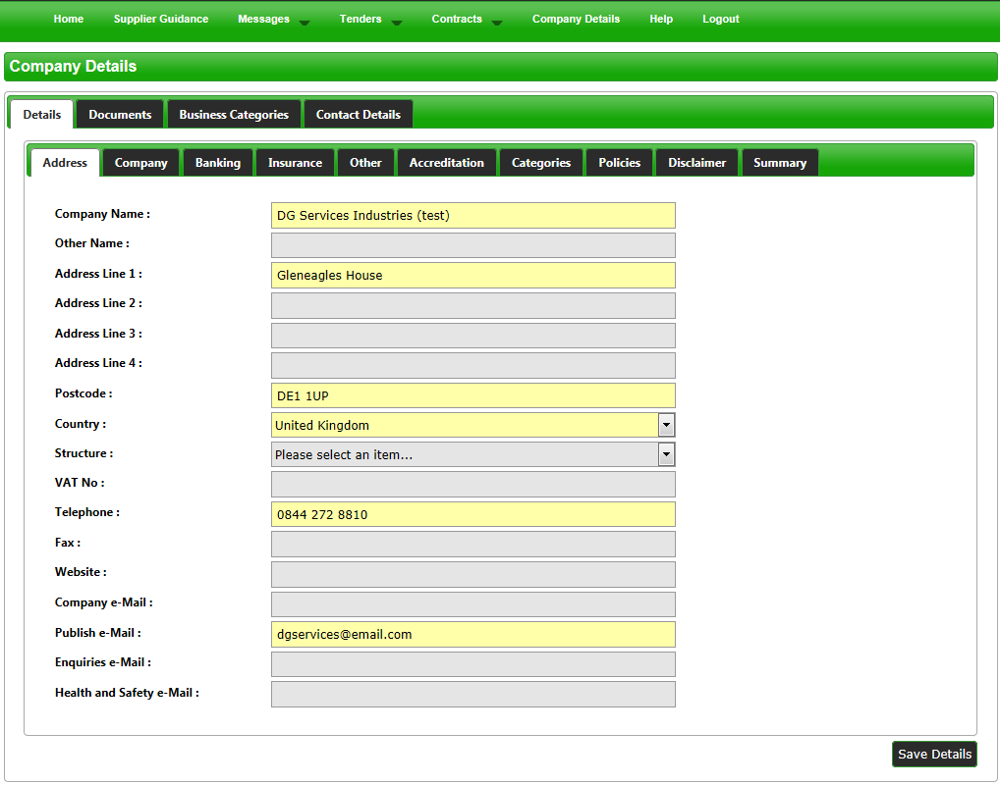 Home Supplier Guidance Messages Tenders Contracts Company Details Help Logout
Company Details
Details Documents Business Categories Contact Details
Address Company Banking Insurance Other Accreditation Categories Policies Disclaimer Summary
Company Name : DG Services Industries (test)
Other Name :
Address Line 1 : Gleneagles House
Address Line 2 :
Address Line 3 :
Address Line 4 :
Postcode : DE1 1UP
Country : United Kingdom
Structure : Please select an item...
VAT No :
Telephone : 0844 272 8810
Fax :
Website :
Company e-Mail :
Publish e-Mail : dgservices@email.com
Enquiries e-Mail :
Health and Safety e-Mail :
Save Details